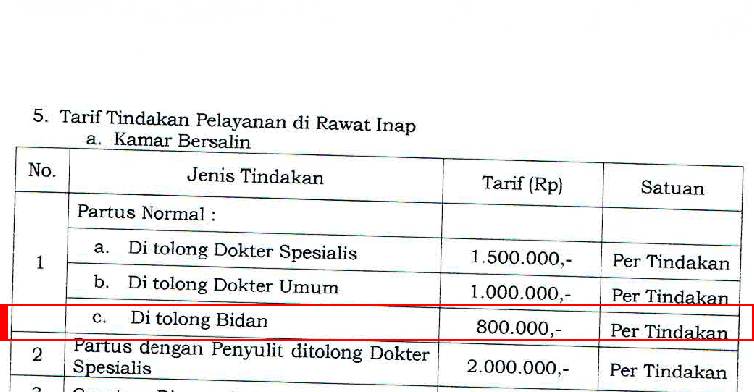 5. Tarif Tindakan Pelayanan di Rawat Inap
a. Kamar Bersalin
No. Jenis Tindakan Tarif (Rp) Satuan
Partus Normal :
1
a. Di tolong Dokter Spesialis 1.500.000,- Per Tindakan
b. Di tolong Dokter Umum 1.000.000,- Per Tindakan
c. Di tolong Bidan 800.000,- Per Tindakan
2 Partus dengan Penyulit ditolong Dokter
Spesialis 2.000.000,- Per Tindakan